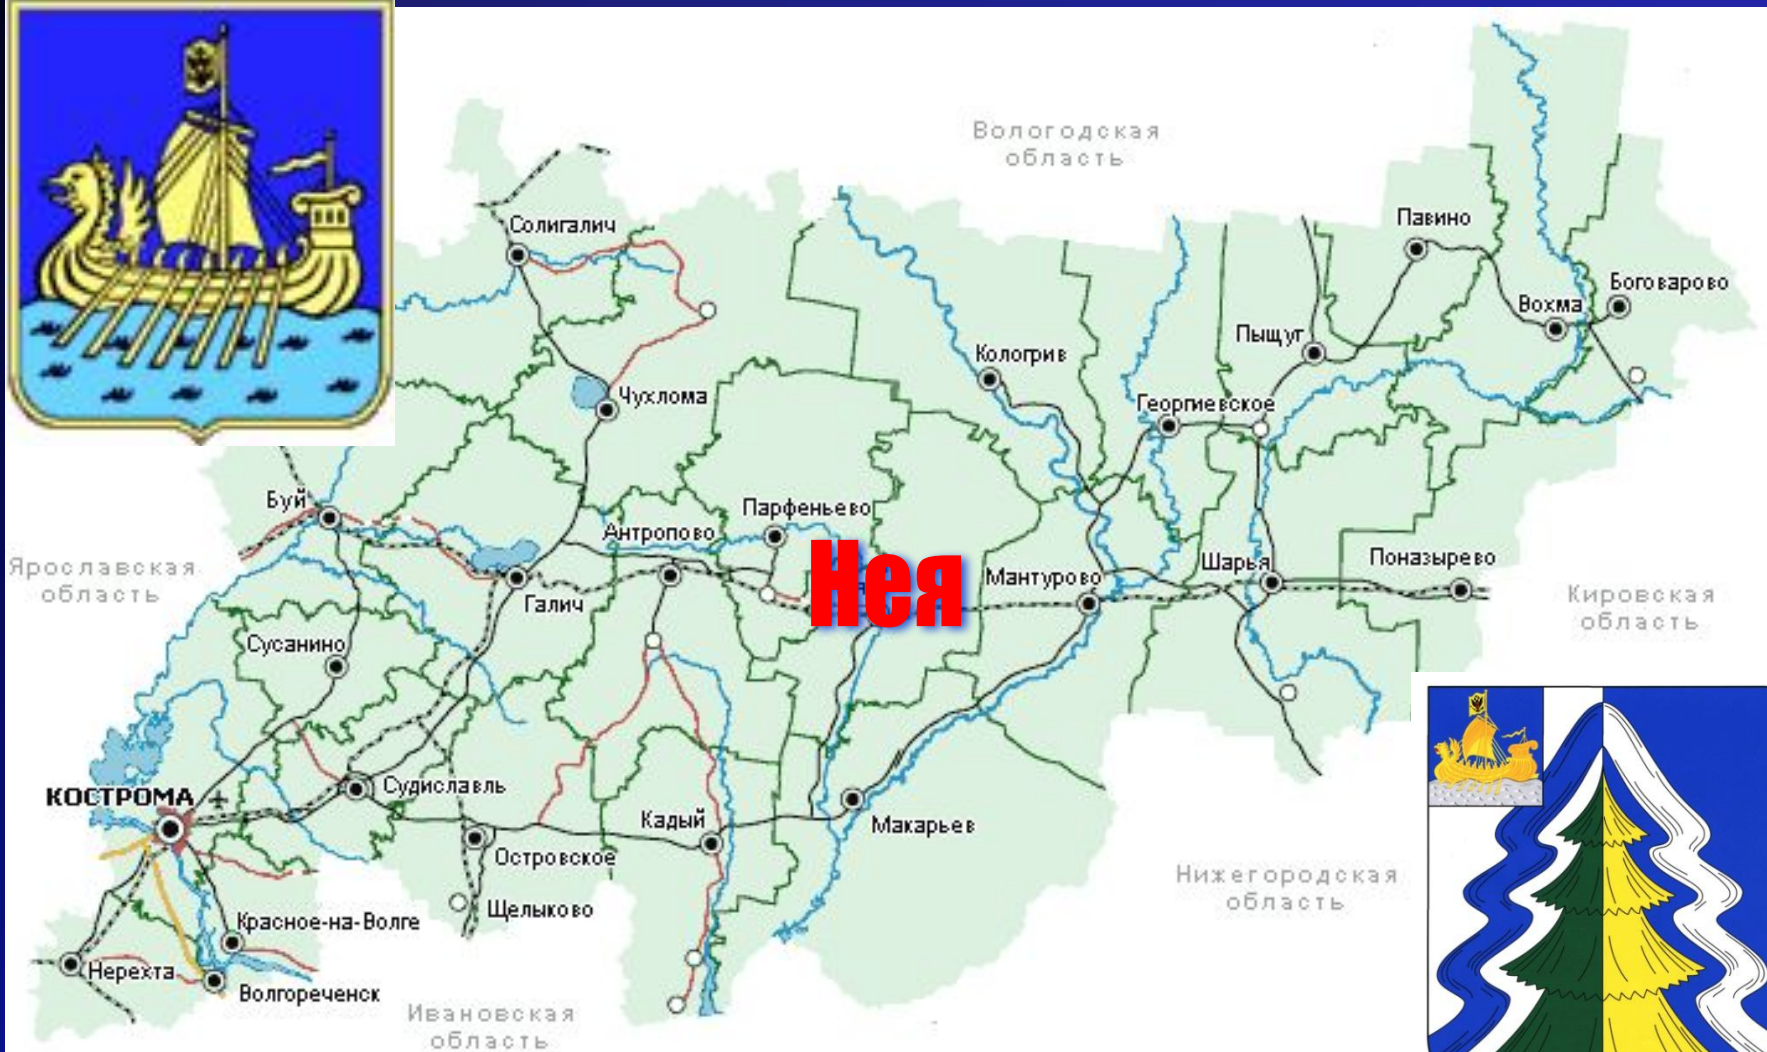 Вологодская
область
Солигалич
Павино
Боговарово
Вохма
Пыщуг
Кологрив
Чухлома
Георгиевское
Буй
Парфеньево
Антропово
Нея
Мантурово
Шарья
Поназырево
Ярославская
область
Галич
Кировская
область
Сусанино
Судиславль
КОСТРОМА
Кадый
Макарьев
Островское
Нижегородская
область
Щелыково
Красное-на-Волге
Нерехта
Волгореченск
Ивановская
область